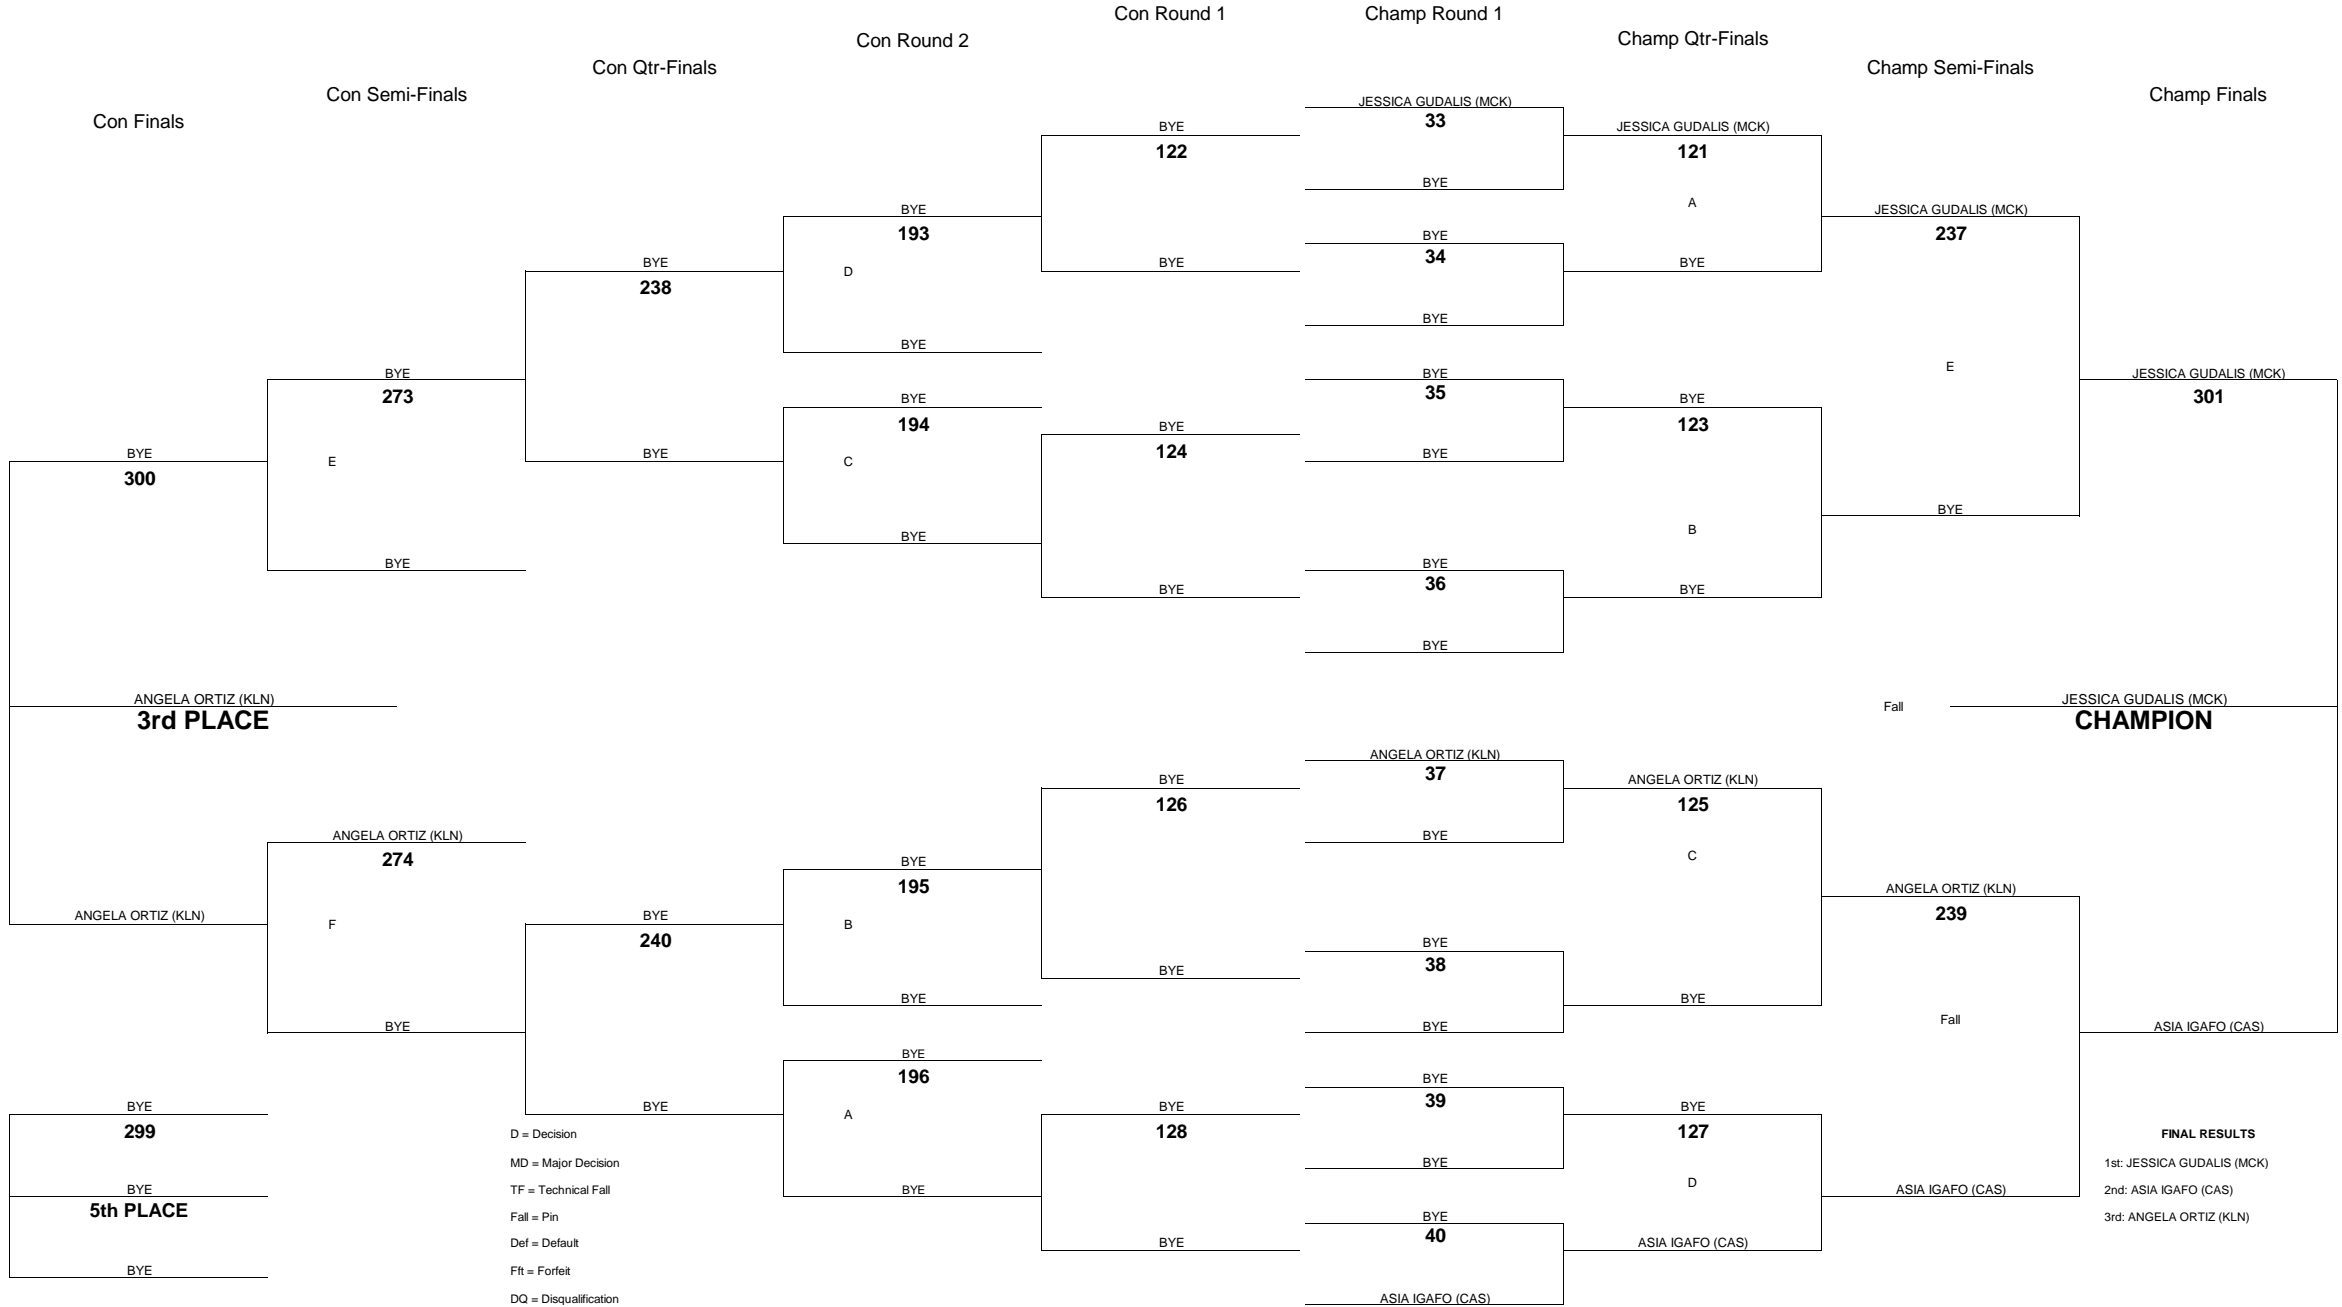 Con Round 1
Champ Round 1
Con Round 2
Champ Qtr-Finals
Con Qtr-Finals
Champ Semi-Finals
Con Semi-Finals
Champ Finals
Con Finals
JESSICA GUDALIS (MCK)
33
BYE
122
JESSICA GUDALIS (MCK)
121
BYE
A
BYE
193
JESSICA GUDALIS (MCK)
237
BYE
34
BYE
238
D
BYE
BYE
BYE
BYE
E
BYE
273
BYE
35
JESSICA GUDALIS (MCK)
301
BYE
194
BYE
123
BYE
124
BYE
300
E
BYE
C
BYE
BYE
B
BYE
BYE
BYE
36
BYE
BYE
BYE
ANGELA ORTIZ (KLN)
3rd PLACE
Fall
JESSICA GUDALIS (MCK)
CHAMPION
ANGELA ORTIZ (KLN)
37
BYE
126
ANGELA ORTIZ (KLN)
125
ANGELA ORTIZ (KLN)
274
BYE
C
BYE
195
ANGELA ORTIZ (KLN)
239
ANGELA ORTIZ (KLN)
F
BYE
240
B
BYE
38
BYE
BYE
BYE
Fall
BYE
BYE
ASIA IGAFO (CAS)
BYE
196
BYE
39
BYE
299
BYE
A
BYE
128
BYE
127
D = Decision
FINAL RESULTS
MD = Major Decision
BYE
1st: JESSICA GUDALIS (MCK)
BYE
5th PLACE
TF = Technical Fall
BYE
D
ASIA IGAFO (CAS)
2nd: ASIA IGAFO (CAS)
Fall = Pin
BYE
40
3rd: ANGELA ORTIZ (KLN)
Def = Default
BYE
ASIA IGAFO (CAS)
BYE
Fft = Forfeit
DQ = Disqualification
ASIA IGAFO (CAS)